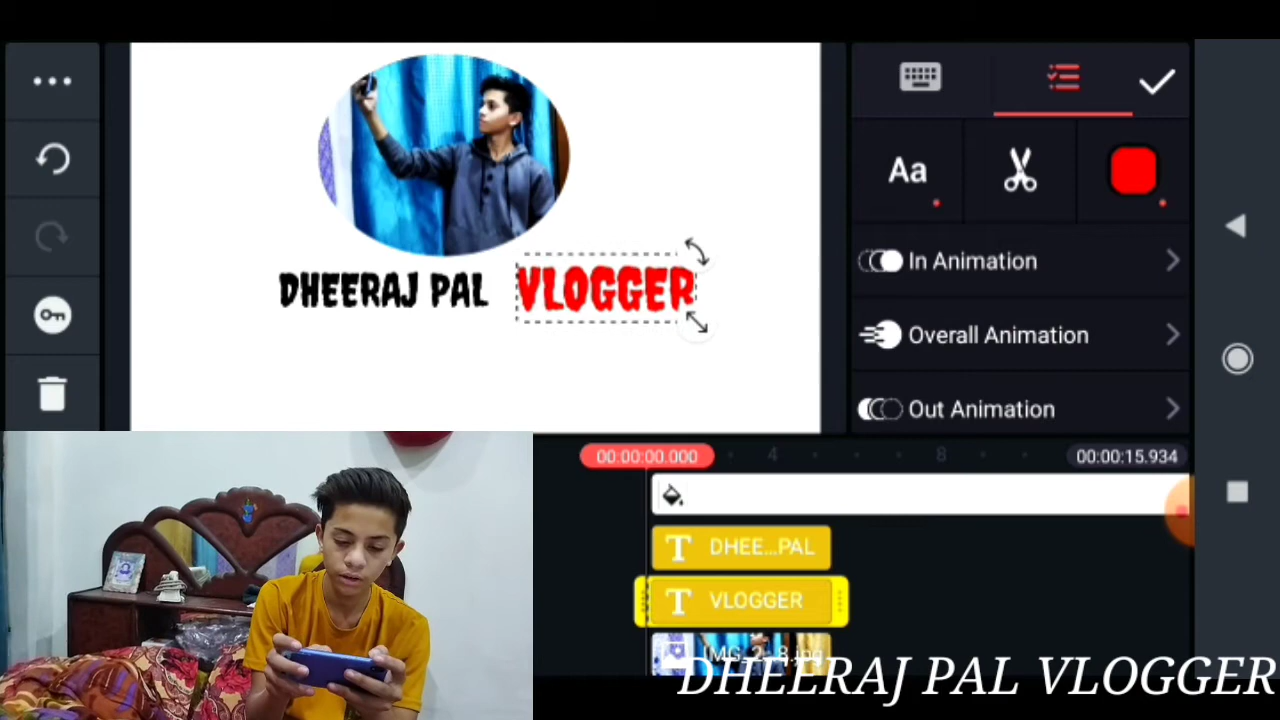 DHEERAJ PAL VLOGGER
Aa
In Animation
Overall Animation
Out Animation
00:00:00.000
4
8
00:00:15.934
T DHEE...PAL
T VLOGGER
DHEERAJ PAL VLOGGER